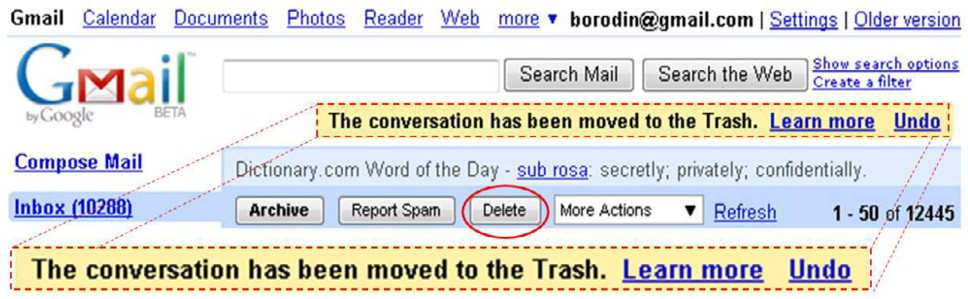 Gmail Calendar Documents Photos Reader Web more ▼ borodin@gmail.com | Settings | Older version
Gmail
by Google BETA
Search Mail Search the Web Show search options
Create a filter
The conversation has been moved to the Trash. Learn more Undo
Compose Mail
Dictionary.com Word of the Day - sub rosa: secretly; privately; confidentially.
Inbox (10288)
Archive Report Spam Delete More Actions ▼ Refresh 1 - 50 of 12445
The conversation has been moved to the Trash. Learn more Undo